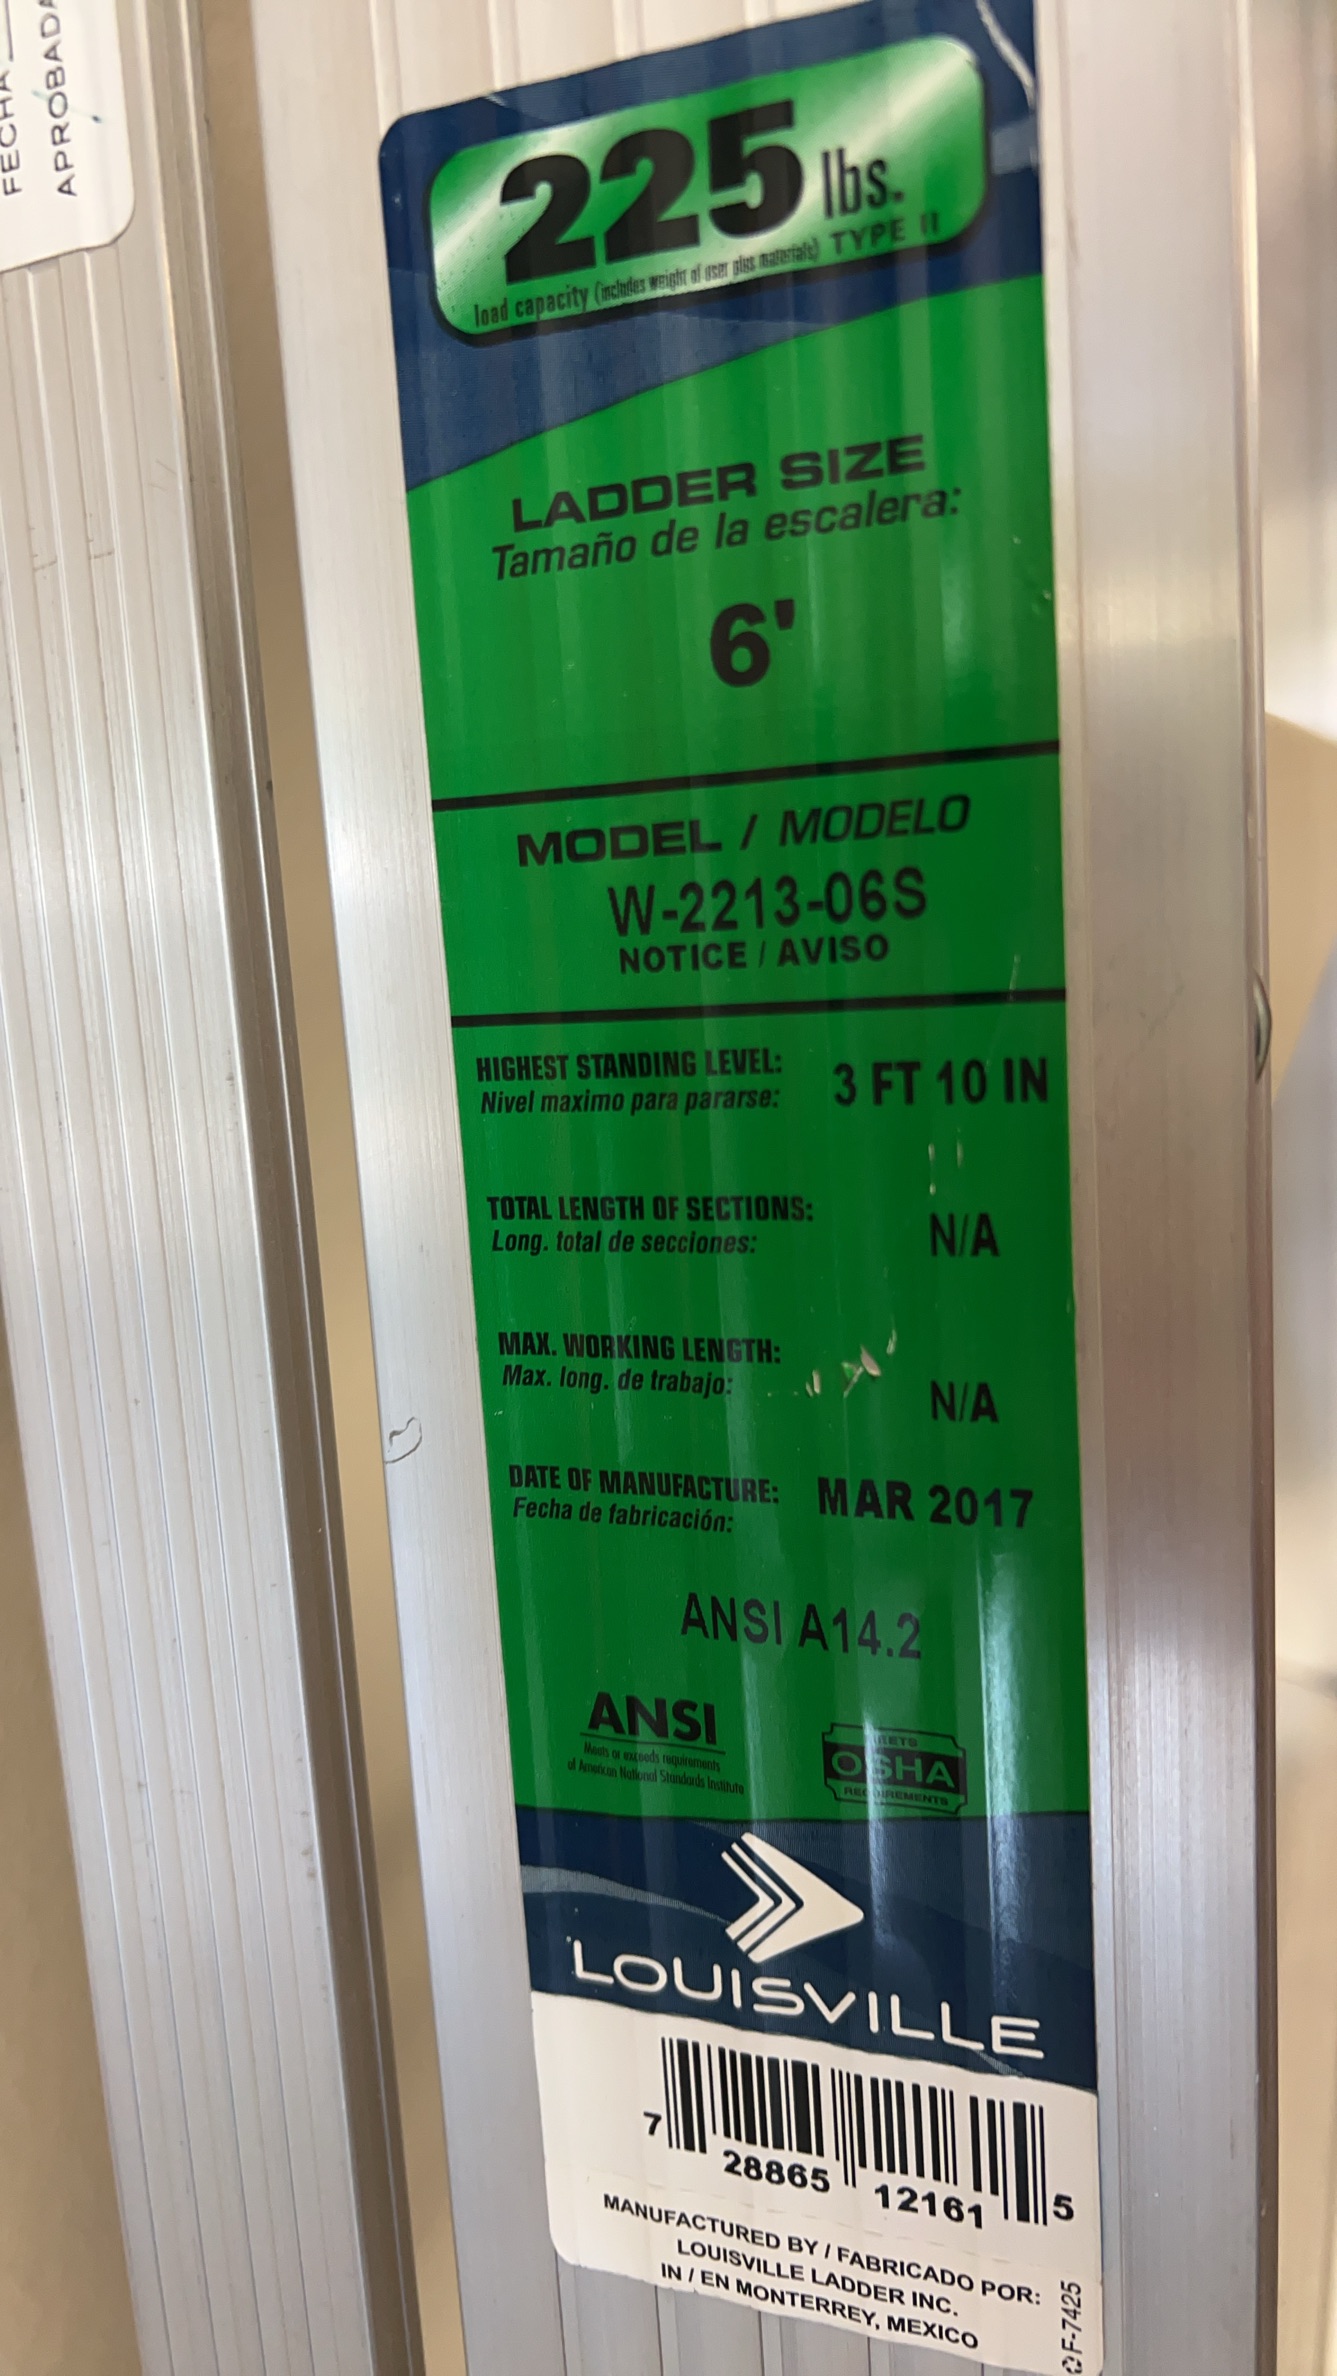 FECHA
APROBADA
225 lbs.
load capacity (includes weight of user plus materials) TYPE II
LADDER SIZE
Tamaño de la escalera:
6'
MODEL / MODELO
W-2213-06S
NOTICE / AVISO
HIGHEST STANDING LEVEL: 3 FT 10 IN
Nivel maximo para pararse:
TOTAL LENGTH OF SECTIONS: N/A
Long. total de secciones:
MAX. WORKING LENGTH: N/A
Max. long. de trabajo:
DATE OF MANUFACTURE: MAR 2017
Fecha de fabricación:
ANSI A14.2
ANSI
Meets or exceeds requirements
of American National Standards Institute
MEETS
OSHA
REQUIREMENTS
LOUISVILLE
7 28865 12161 5
MANUFACTURED BY / FABRICADO POR:
LOUISVILLE LADDER INC.
IN / EN MONTERREY, MEXICO
F-7425